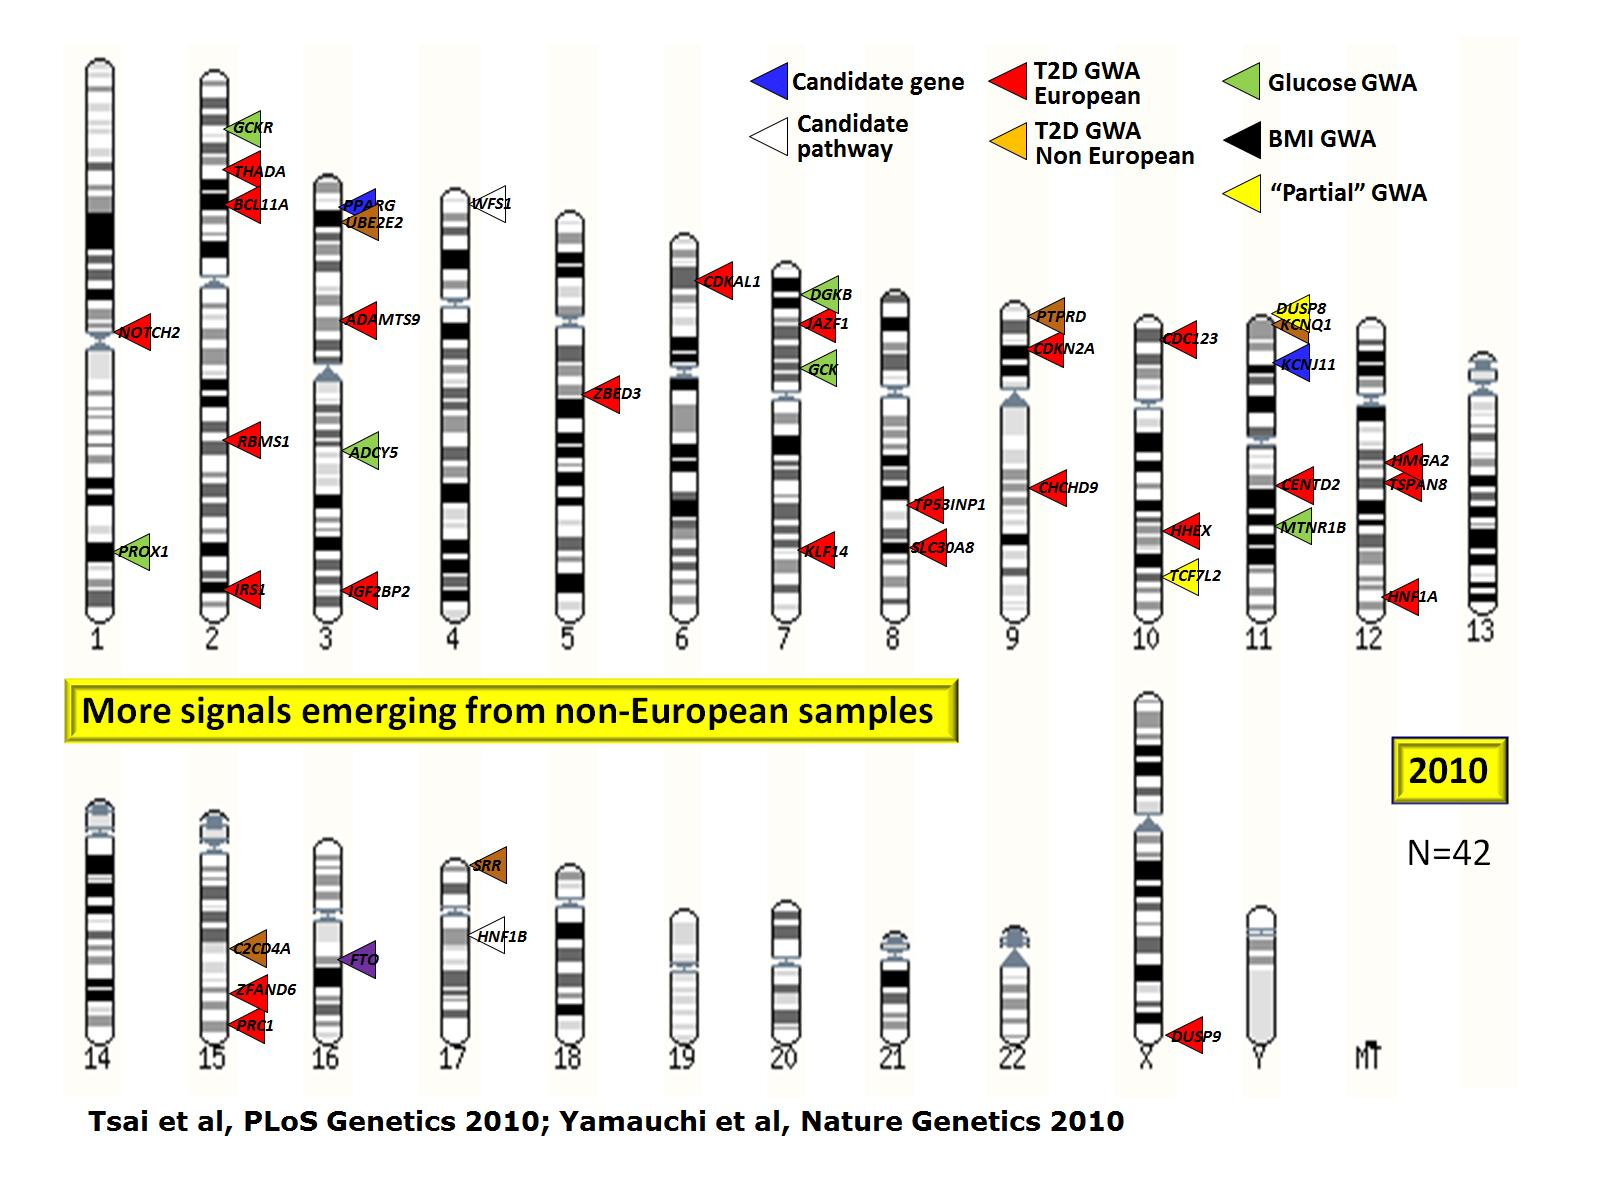 Candidate gene
T2D GWA
European
Glucose GWA
Candidate
pathway
T2D GWA
Non European
BMI GWA
"Partial" GWA
NOTCH2
PROX1
1
GCKR
THADA
BCL11A
RBMS1
IRS1
2
PPARG
UBE2E2
ADAMTS9
ADCY5
IGF2BP2
3
WFS1
4
ZBED3
5
CDKAL1
6
DGKB
JAZF1
GCK
KLF14
7
TP53INP1
SLC30A8
8
PTPRD
CDKN2A
CHCHD9
9
CDC123
HHEX
TCF7L2
10
DUSP8
KCNQ1
KCNJ11
CENTD2
MTNR1B
11
HMGA2
TSPAN8
HNF1A
12
13
More signals emerging from non-European samples
2010
N=42
14
C2CD4A
ZFAND6
PRC1
15
FTO
16
SRR
HNF1B
17
18
19
20
21
22
DUSP9
X
Y
MT
Tsai et al, PLoS Genetics 2010; Yamauchi et al, Nature Genetics 2010